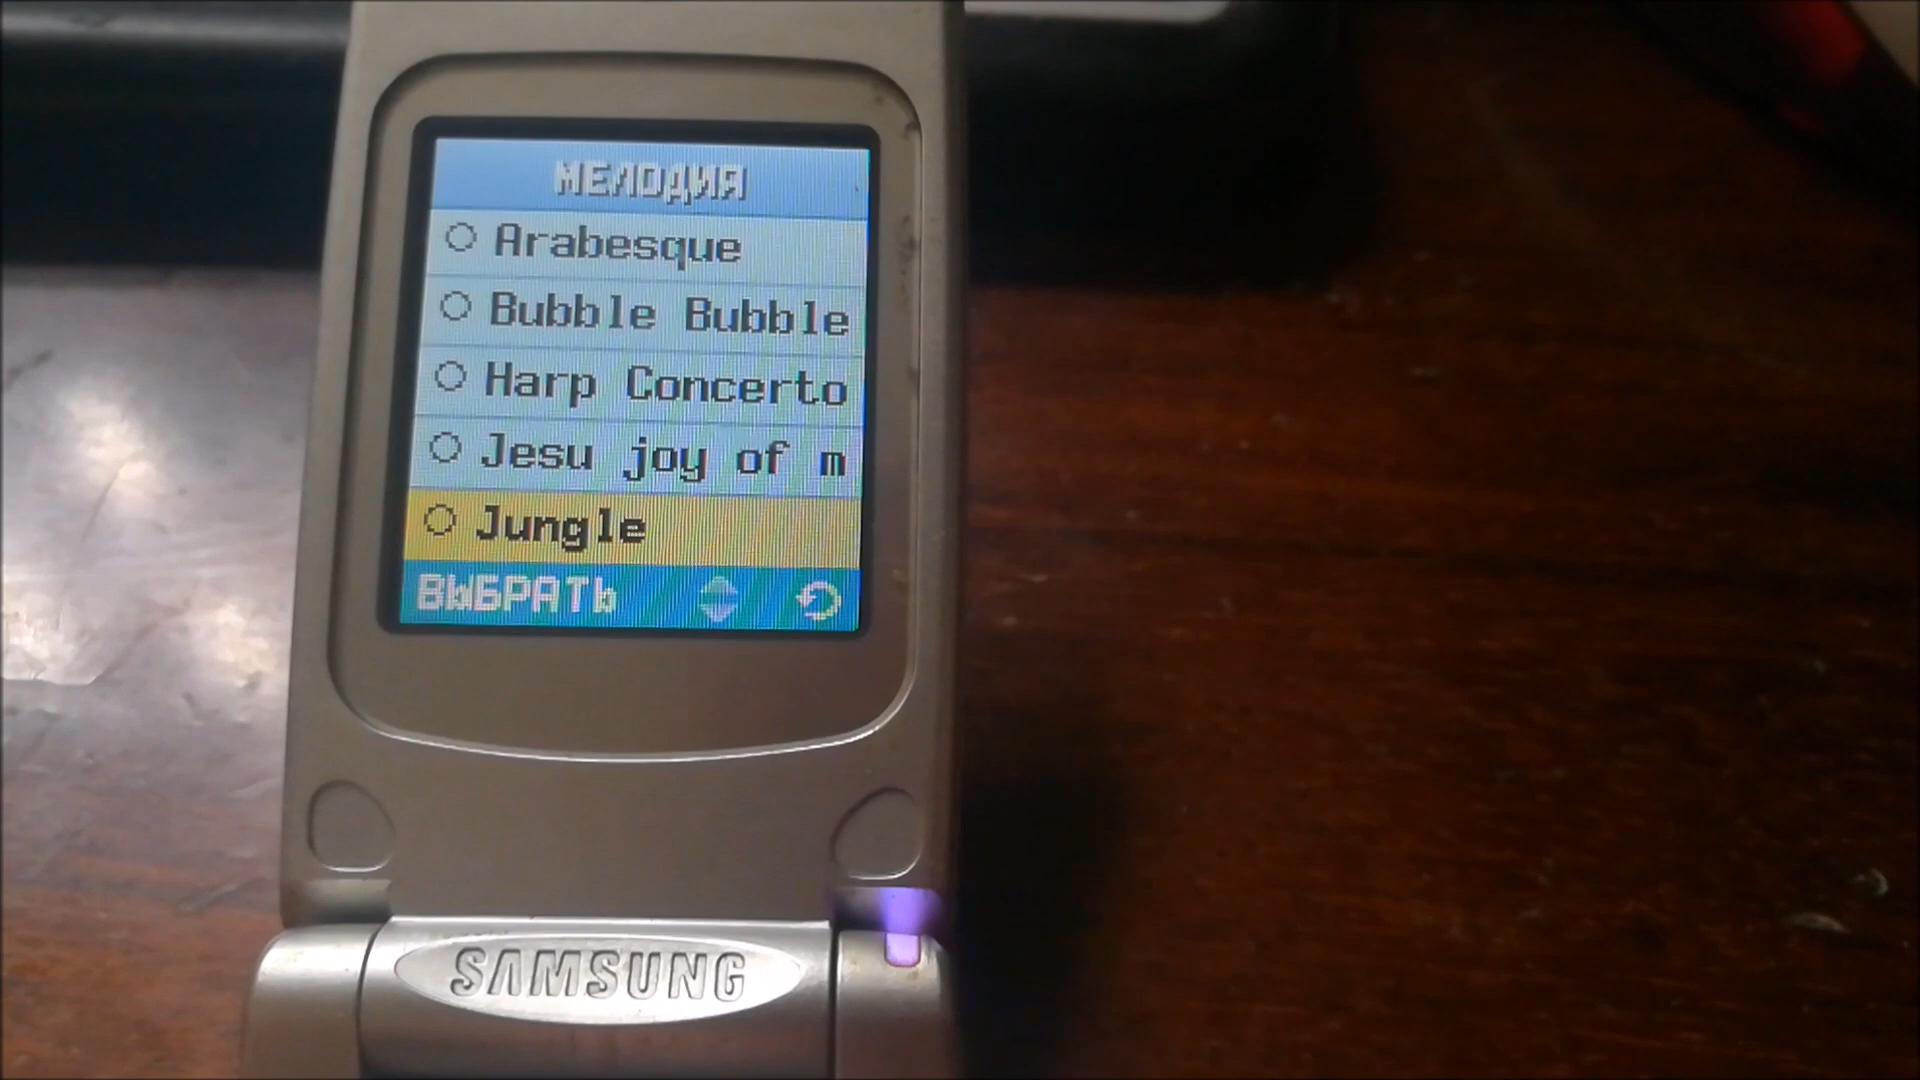 МЕЛОДИЯ
Arabesque
Bubble Bubble
Harp Concerto
Jesu joy of m
Jungle
ВЫБРАТЬ
SAMSUNG